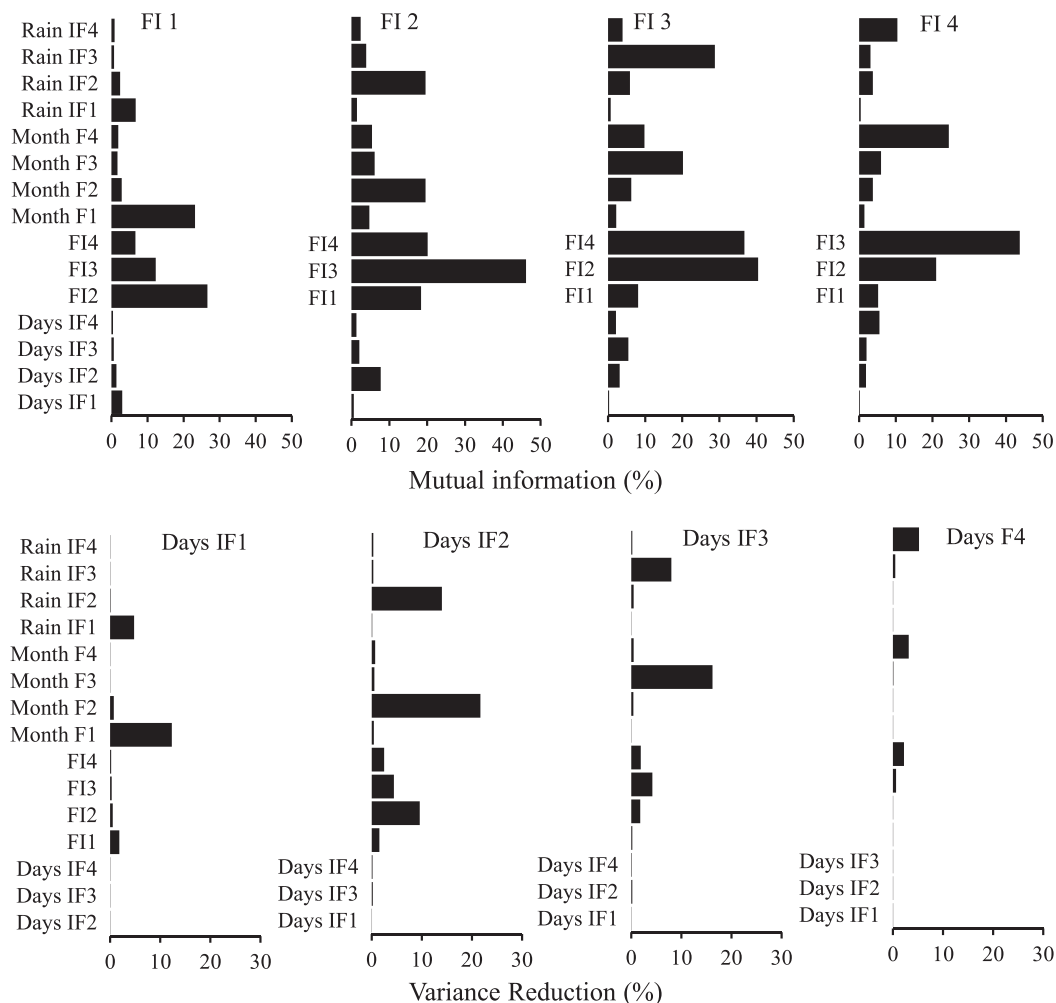 FI 1
FI 2
FI 3
FI 4
Rain IF4
Rain IF3
Rain IF2
Rain IF1
Month F4
Month F3
Month F2
Month F1
FI4
FI3
FI2
Days IF4
Days IF3
Days IF2
Days IF1
FI4
FI3
FI1
FI4
FI2
FI1
FI3
FI2
FI1
0 10 20 30 40 50
0 10 20 30 40 50
0 10 20 30 40 50
0 10 20 30 40 50
Mutual information (%)
Days IF1
Days IF2
Days IF3
Days F4
Rain IF4
Rain IF3
Rain IF2
Rain IF1
Month F4
Month F3
Month F2
Month F1
FI4
FI3
FI2
FI1
Days IF4
Days IF3
Days IF2
Days IF4
Days IF3
Days IF1
Days IF4
Days IF2
Days IF1
Days IF3
Days IF2
Days IF1
0 10 20 30
0 10 20 30
0 10 20 30
0 10 20 30
Variance Reduction (%)